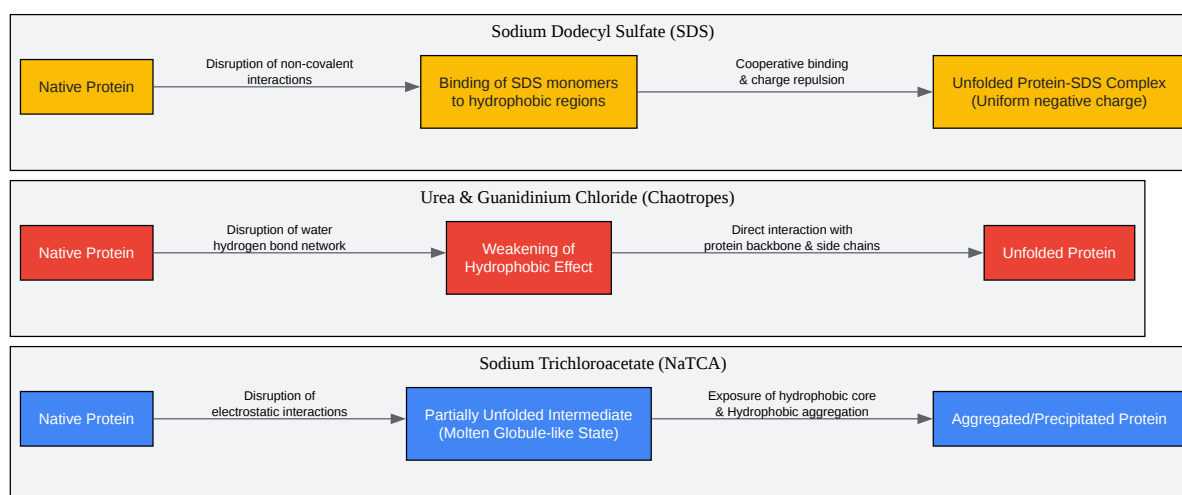 Sodium Dodecyl Sulfate (SDS)
Native Protein
Disruption of non-covalent
interactions
Binding of SDS monomers
to hydrophobic regions
Cooperative binding
& charge repulsion
Unfolded Protein-SDS Complex
(Uniform negative charge)
Urea & Guanidinium Chloride (Chaotropes)
Native Protein
Disruption of water
hydrogen bond network
Weakening of
Hydrophobic Effect
Direct interaction with
protein backbone & side chains
Unfolded Protein
Sodium Trichloroacetate (NaTCA)
Native Protein
Disruption of
electrostatic interactions
Partially Unfolded Intermediate
(Molten Globule-like State)
Exposure of hydrophobic core
& Hydrophobic aggregation
Aggregated/Precipitated Protein